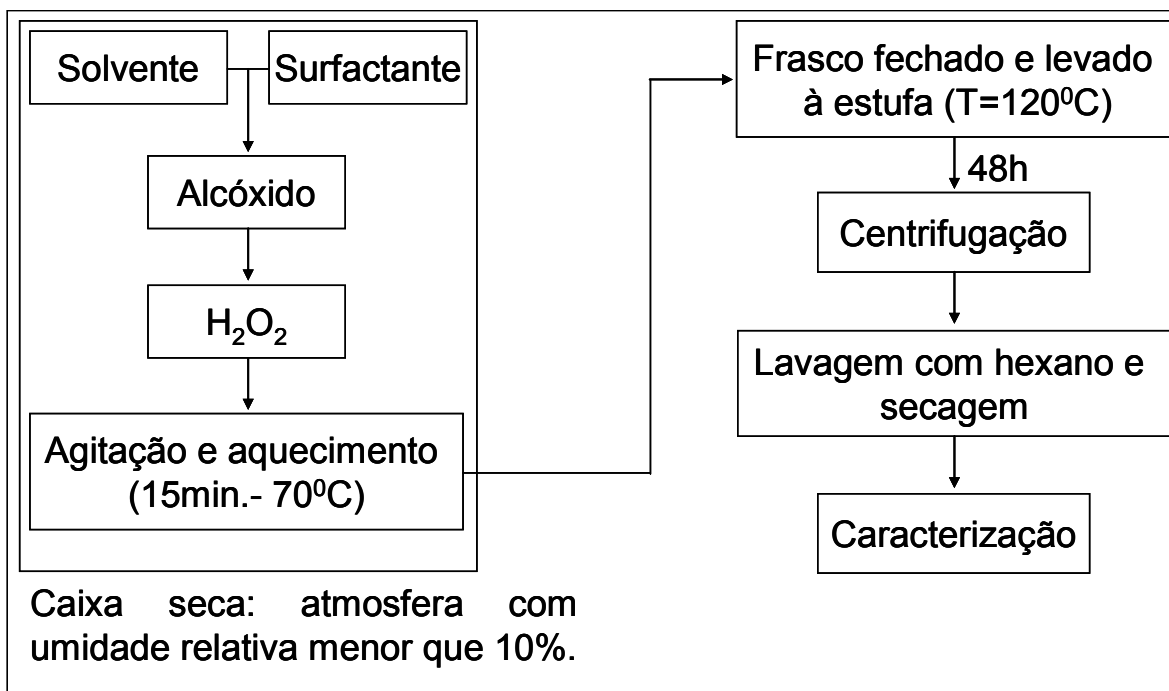 Solvente
Surfactante
Alcóxido
H₂O₂
Agitação e aquecimento
(15min.- 70⁰C)
Caixa seca: atmosfera com
umidade relativa menor que 10%.
Frasco fechado e levado
à estufa (T=120⁰C)
48h
Centrifugação
Lavagem com hexano e
secagem
Caracterização